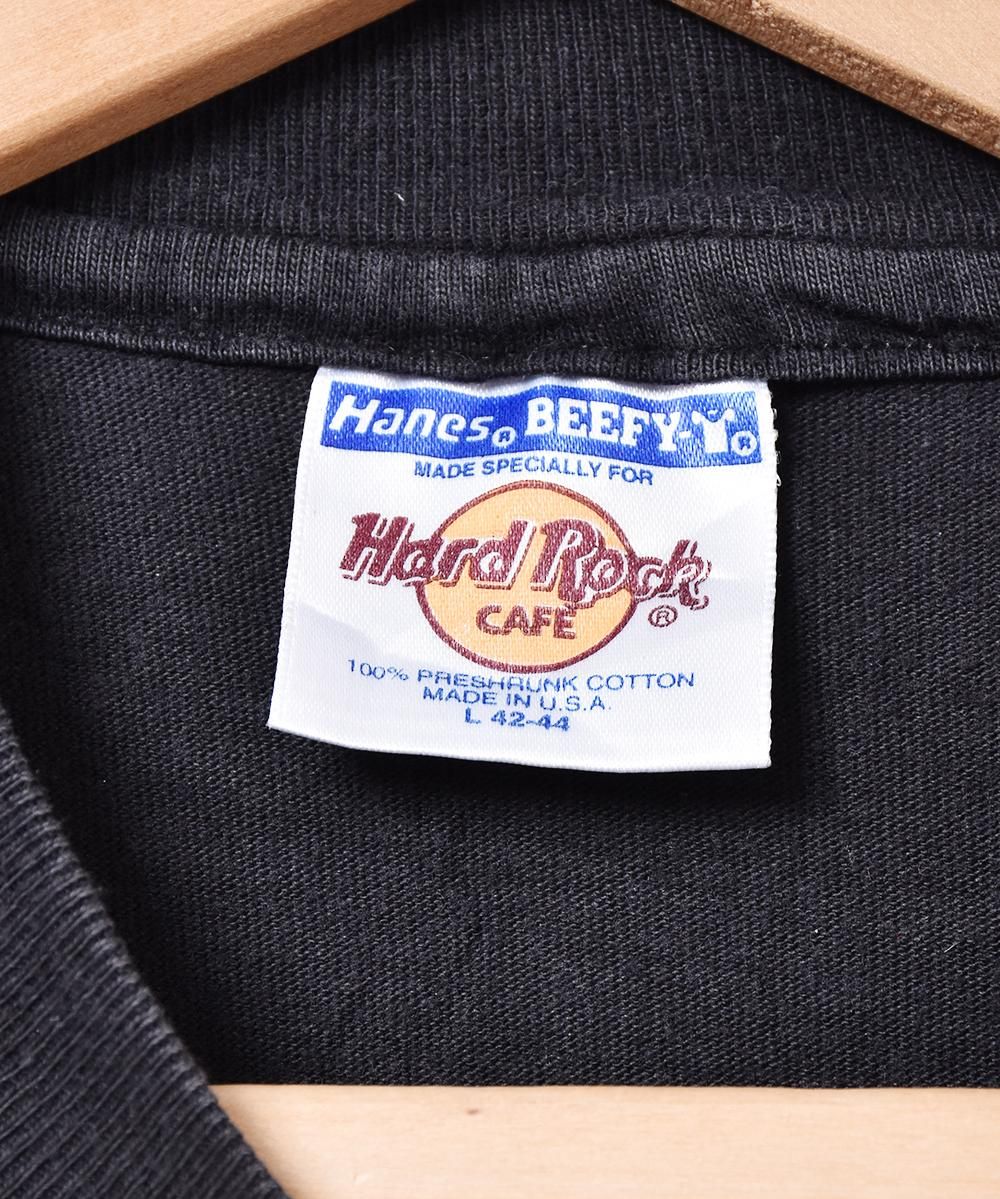 Hanes® BEEFY-T®
MADE SPECIALLY FOR
Hard Rock
CAFE ®
100% PRESHRUNK COTTON
MADE IN U.S.A.
L 42-44